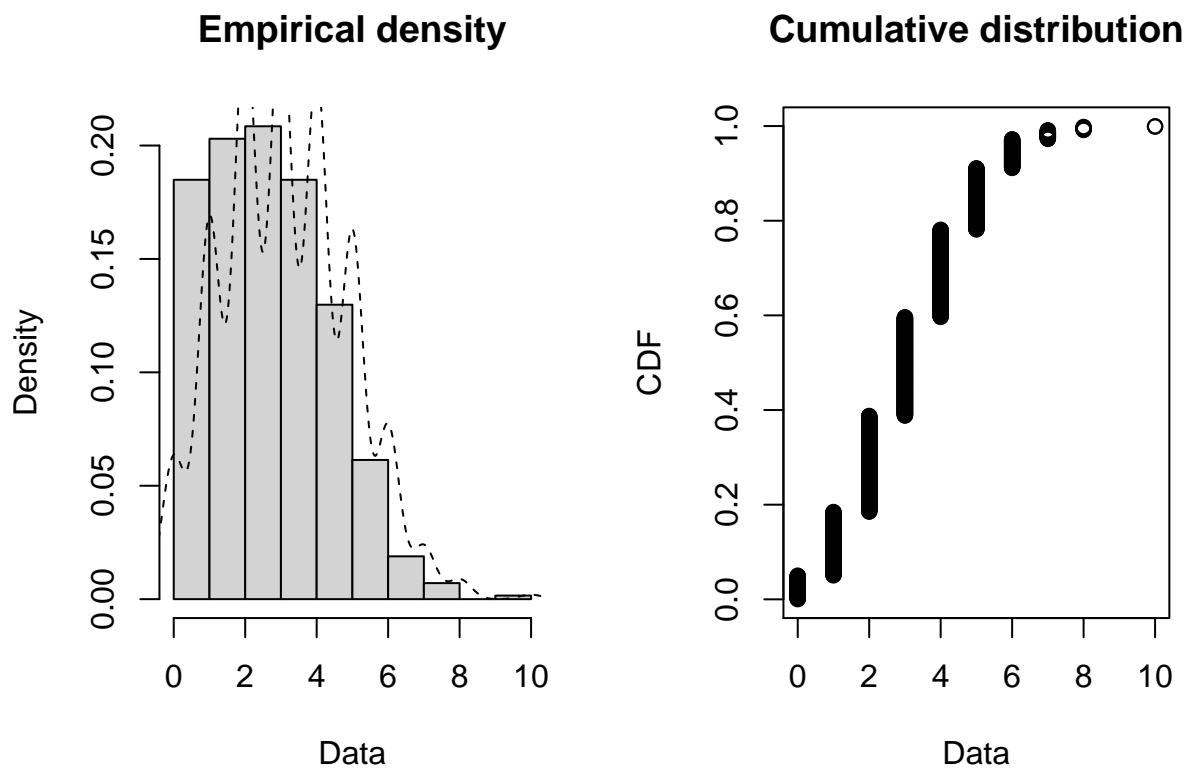 Empirical density
Density
0.00 0.05 0.10 0.15 0.20
0 2 4 6 8 10
Data
Cumulative distribution
CDF
0.0 0.2 0.4 0.6 0.8 1.0
0 2 4 6 8 10
Data